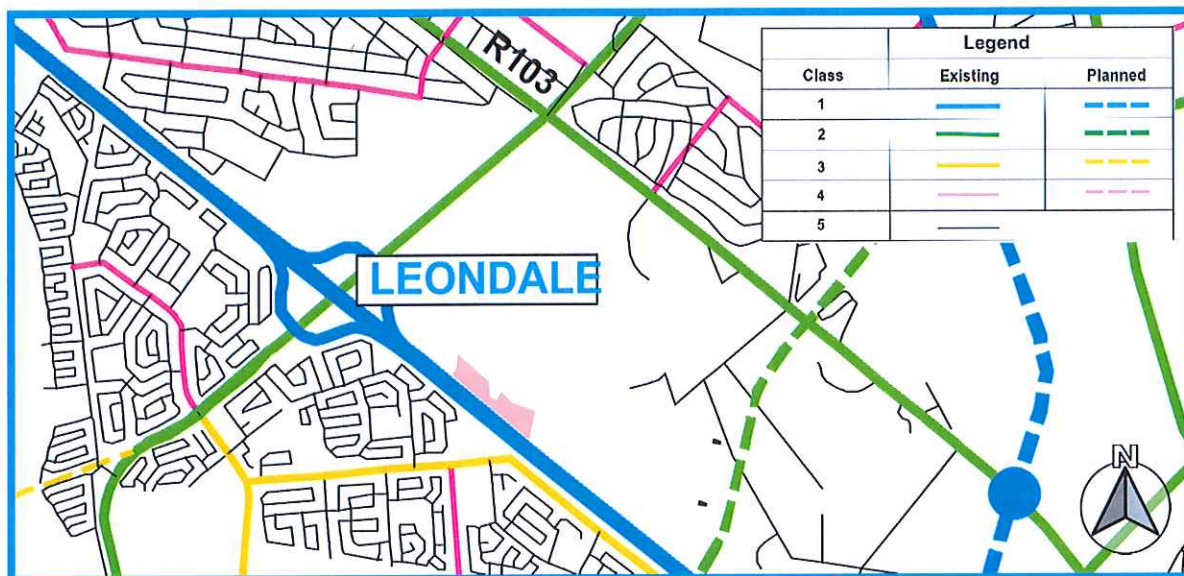 R103
Legend
Class Existing Planned
1
2
3
4
5
LEONDALE
N